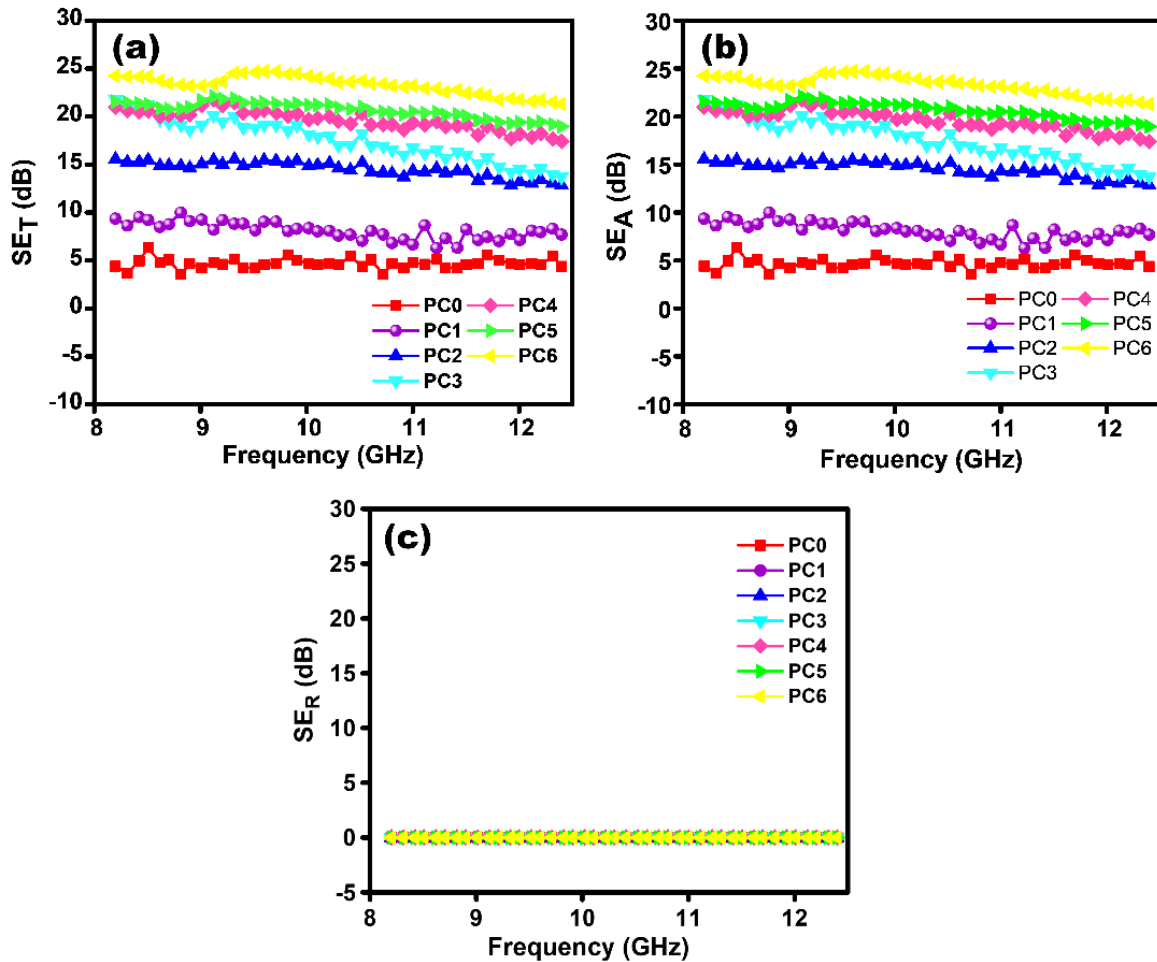 (a)
SET (dB)
30
25
20
15
10
5
0
-5
-10
PC0 PC4
PC1 PC5
PC2 PC6
PC3
8 9 10 11 12
Frequency (GHz)
(b)
SEA (dB)
30
25
20
15
10
5
0
-5
-10
PC0 PC4
PC1 PC5
PC2 PC6
PC3
8 9 10 11 12
Frequency (GHz)
(c)
SER (dB)
30
25
20
15
10
5
0
-5
PC0
PC1
PC2
PC3
PC4
PC5
PC6
8 9 10 11 12
Frequency (GHz)